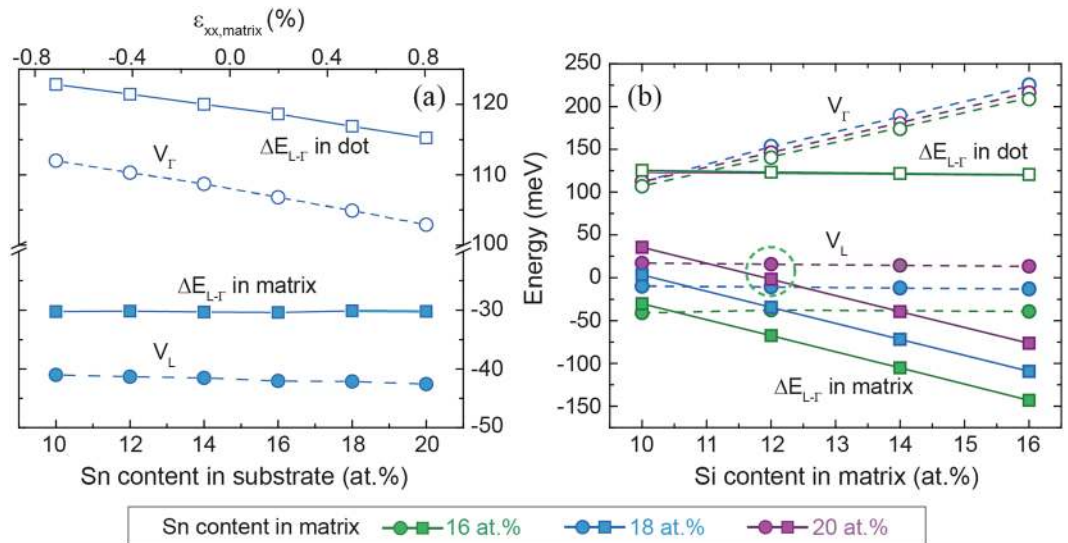 ε_xx,matrix (%)
-0.8 -0.4 0.0 0.4 0.8
(a)
120
ΔE_L-Γ in dot
V_Γ
110
100
ΔE_L-Γ in matrix
-30
V_L
-40
-50
10 12 14 16 18 20
Sn content in substrate (at.%)
Energy (meV)
250
(b)
200
V_Γ
150
ΔE_L-Γ in dot
100
50
V_L
0
-50
-100
ΔE_L-Γ in matrix
-150
10 11 12 13 14 15 16
Si content in matrix (at.%)
Sn content in matrix 16 at.% 18 at.% 20 at.%